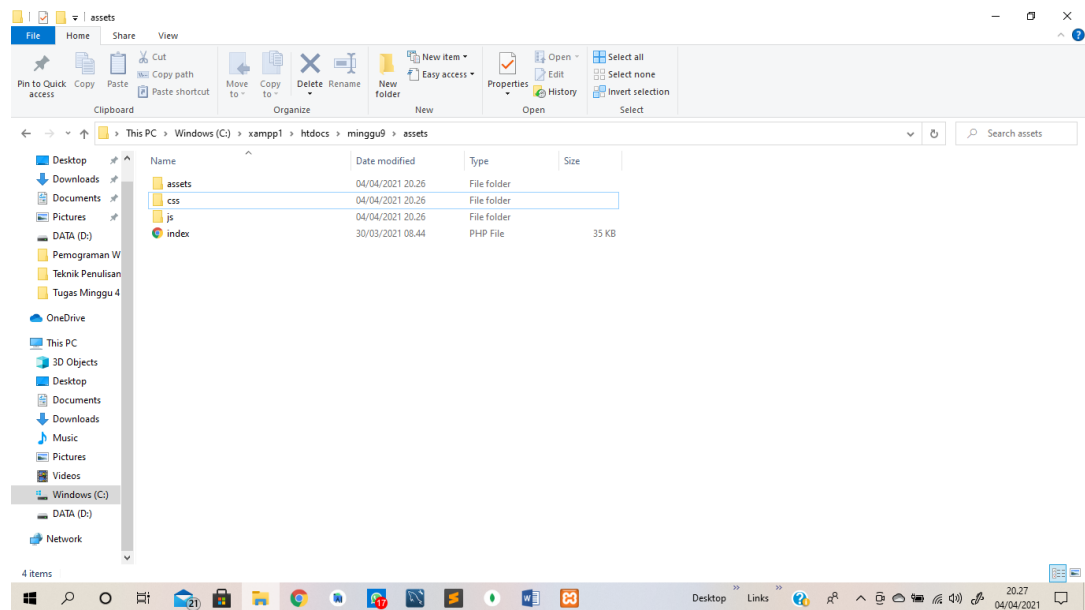 assets
File Home Share View
Pin to Quick access
Copy
Paste
Cut
Copy path
Paste shortcut
Clipboard
Move to
Copy to
Delete
Rename
Organize
New folder
New item
Easy access
New
Properties
Open
Edit
History
Open
Select all
Select none
Invert selection
Select
This PC > Windows (C:) > xampp1 > htdocs > minggu9 > assets
Search assets
Desktop
Downloads
Documents
Pictures
DATA (D:)
Pemograman W
Teknik Penulisan
Tugas Minggu 4
OneDrive
This PC
3D Objects
Desktop
Documents
Downloads
Music
Pictures
Videos
Windows (C:)
DATA (D:)
Network
Name Date modified Type Size
assets 04/04/2021 20.26 File folder
css 04/04/2021 20.26 File folder
js 04/04/2021 20.26 File folder
index 30/03/2021 08.44 PHP File 35 KB
4 items
21
17
Desktop
Links
20.27
04/04/2021